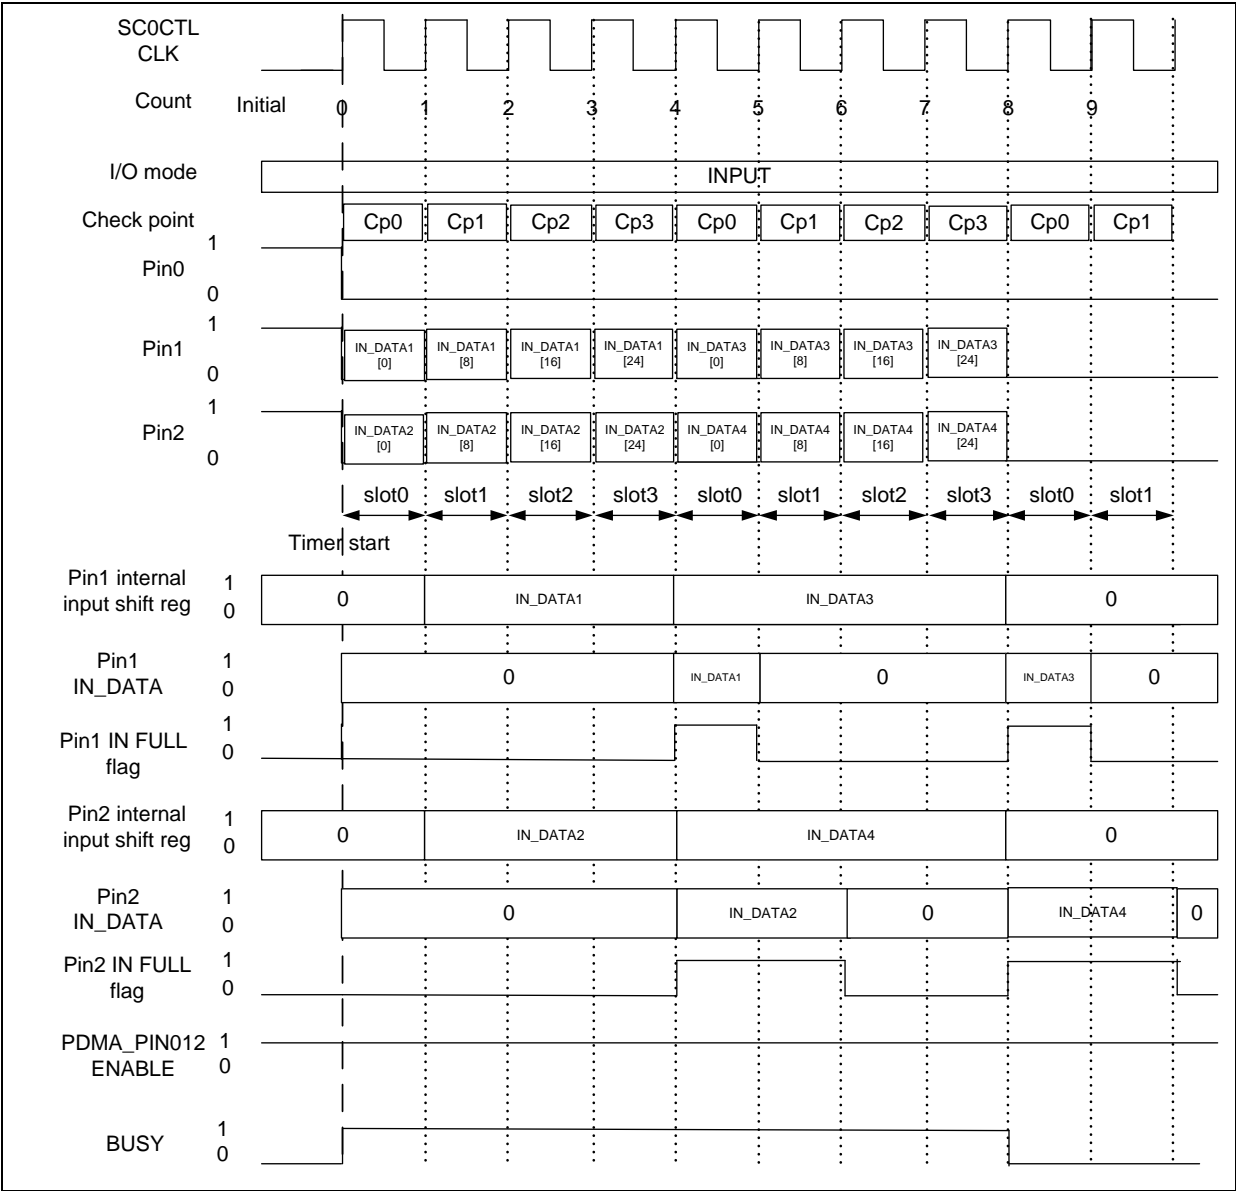 SC0CTL
CLK
Count Initial 0 1 2 3 4 5 6 7 8 9
I/O mode INPUT
Check point Cp0 Cp1 Cp2 Cp3 Cp0 Cp1 Cp2 Cp3 Cp0 Cp1
1
Pin0
0
1
Pin1 IN_DATA1 IN_DATA1 IN_DATA1 IN_DATA1 IN_DATA3 IN_DATA3 IN_DATA3 IN_DATA3
[0] [8] [16] [24] [0] [8] [16] [24]
0
1
Pin2 IN_DATA2 IN_DATA2 IN_DATA2 IN_DATA2 IN_DATA4 IN_DATA4 IN_DATA4 IN_DATA4
[0] [8] [16] [24] [0] [8] [16] [24]
0
slot0 slot1 slot2 slot3 slot0 slot1 slot2 slot3 slot0 slot1
Timer start
Pin1 internal 1
input shift reg 0 0 IN_DATA1 IN_DATA3 0
Pin1 1
IN_DATA 0 0 IN_DATA1 0 IN_DATA3 0
1
Pin1 IN FULL 0
flag
Pin2 internal 1
input shift reg 0 0 IN_DATA2 IN_DATA4 0
Pin2 1
IN_DATA 0 0 IN_DATA2 0 IN_DATA4 0
Pin2 IN FULL 1
flag 0
PDMA_PIN012 1
ENABLE 0
BUSY 1
0